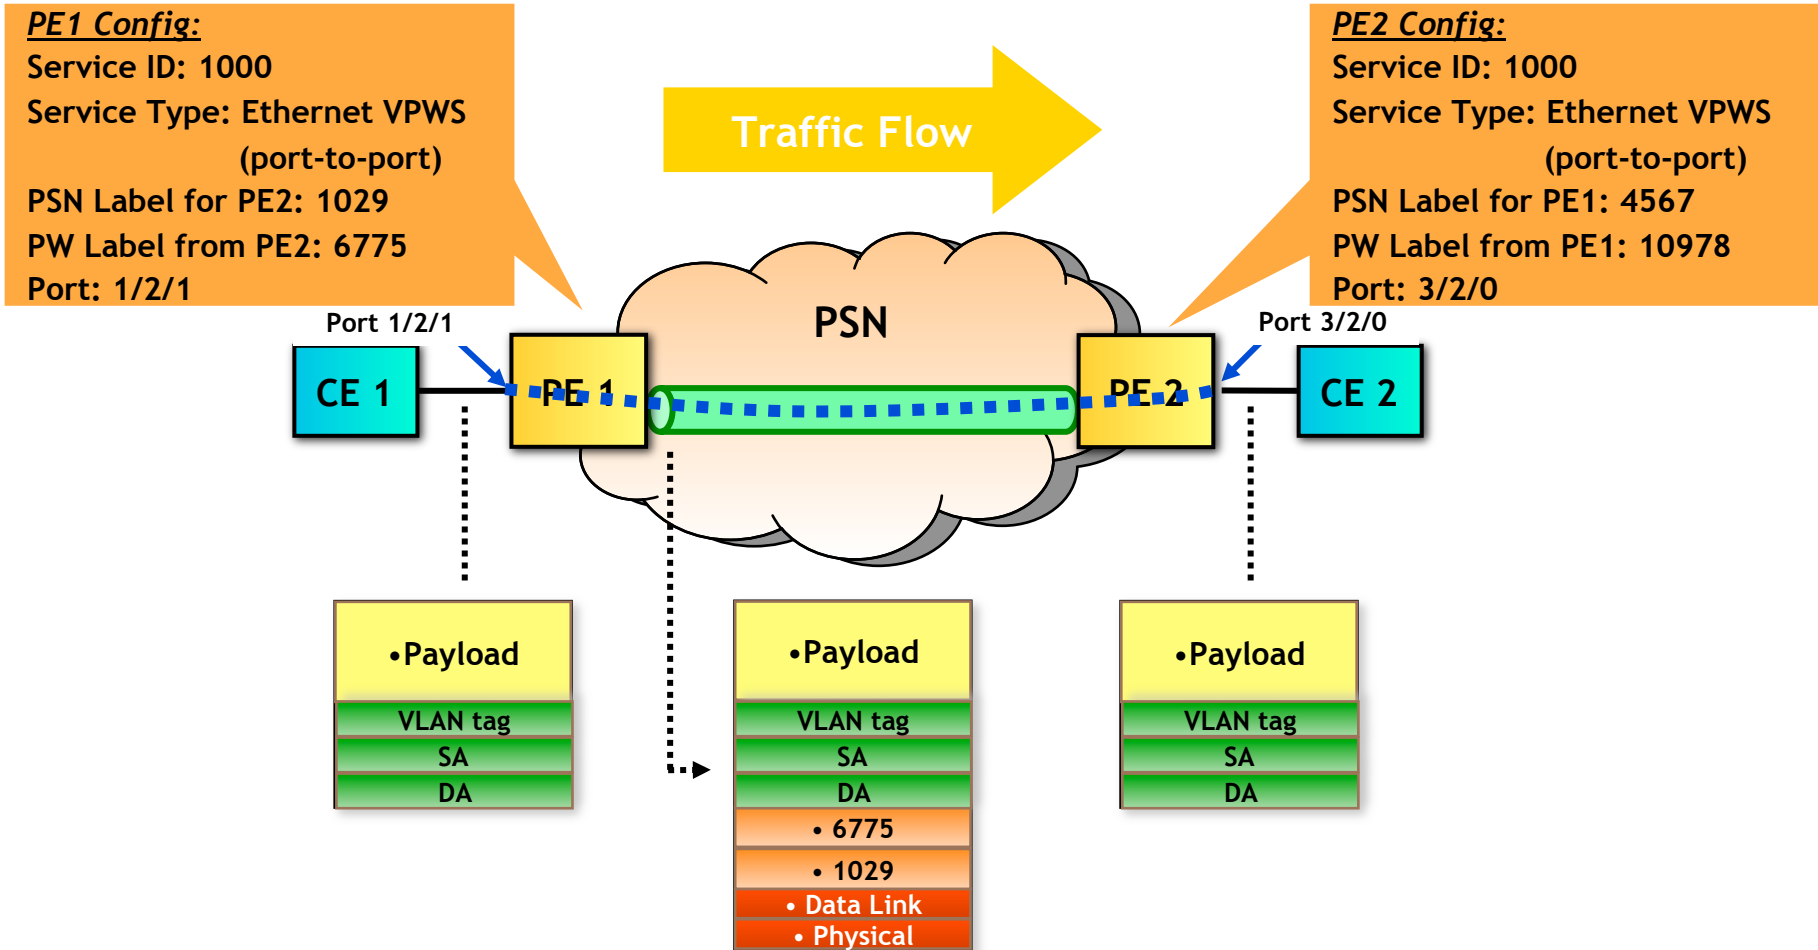 PE1 Config:
Service ID: 1000
Service Type: Ethernet VPWS
(port-to-port)
PSN Label for PE2: 1029
PW Label from PE2: 6775
Port: 1/2/1
Traffic Flow
PE2 Config:
Service ID: 1000
Service Type: Ethernet VPWS
(port-to-port)
PSN Label for PE1: 4567
PW Label from PE1: 10978
Port: 3/2/0
Port 1/2/1
PSN
Port 3/2/0
CE 1
PE 1
PE 2
CE 2
•Payload
VLAN tag
SA
DA
•Payload
VLAN tag
SA
DA
• 6775
• 1029
• Data Link
• Physical
•Payload
VLAN tag
SA
DA